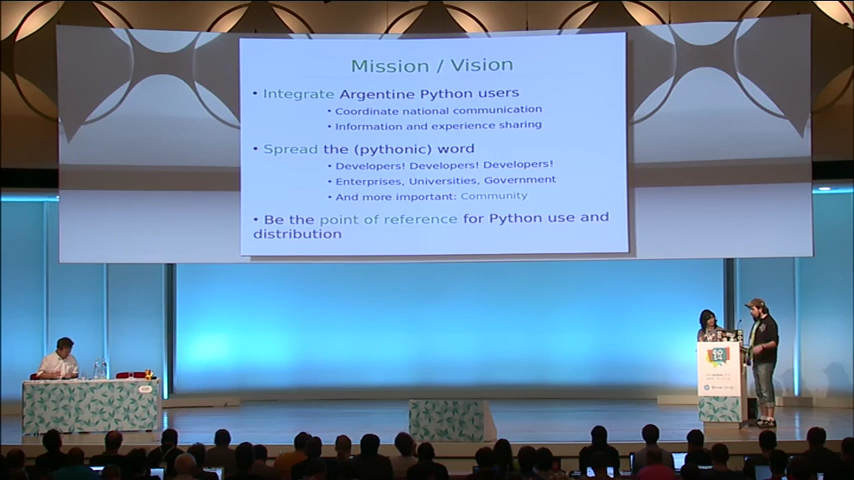 Mission / Vision
• Integrate Argentine Python users
• Coordinate national communication
• Information and experience sharing
• Spread the (pythonic) word
• Developers! Developers! Developers!
• Enterprises, Universities, Government
• And more important: Community
• Be the point of reference for Python use and
distribution